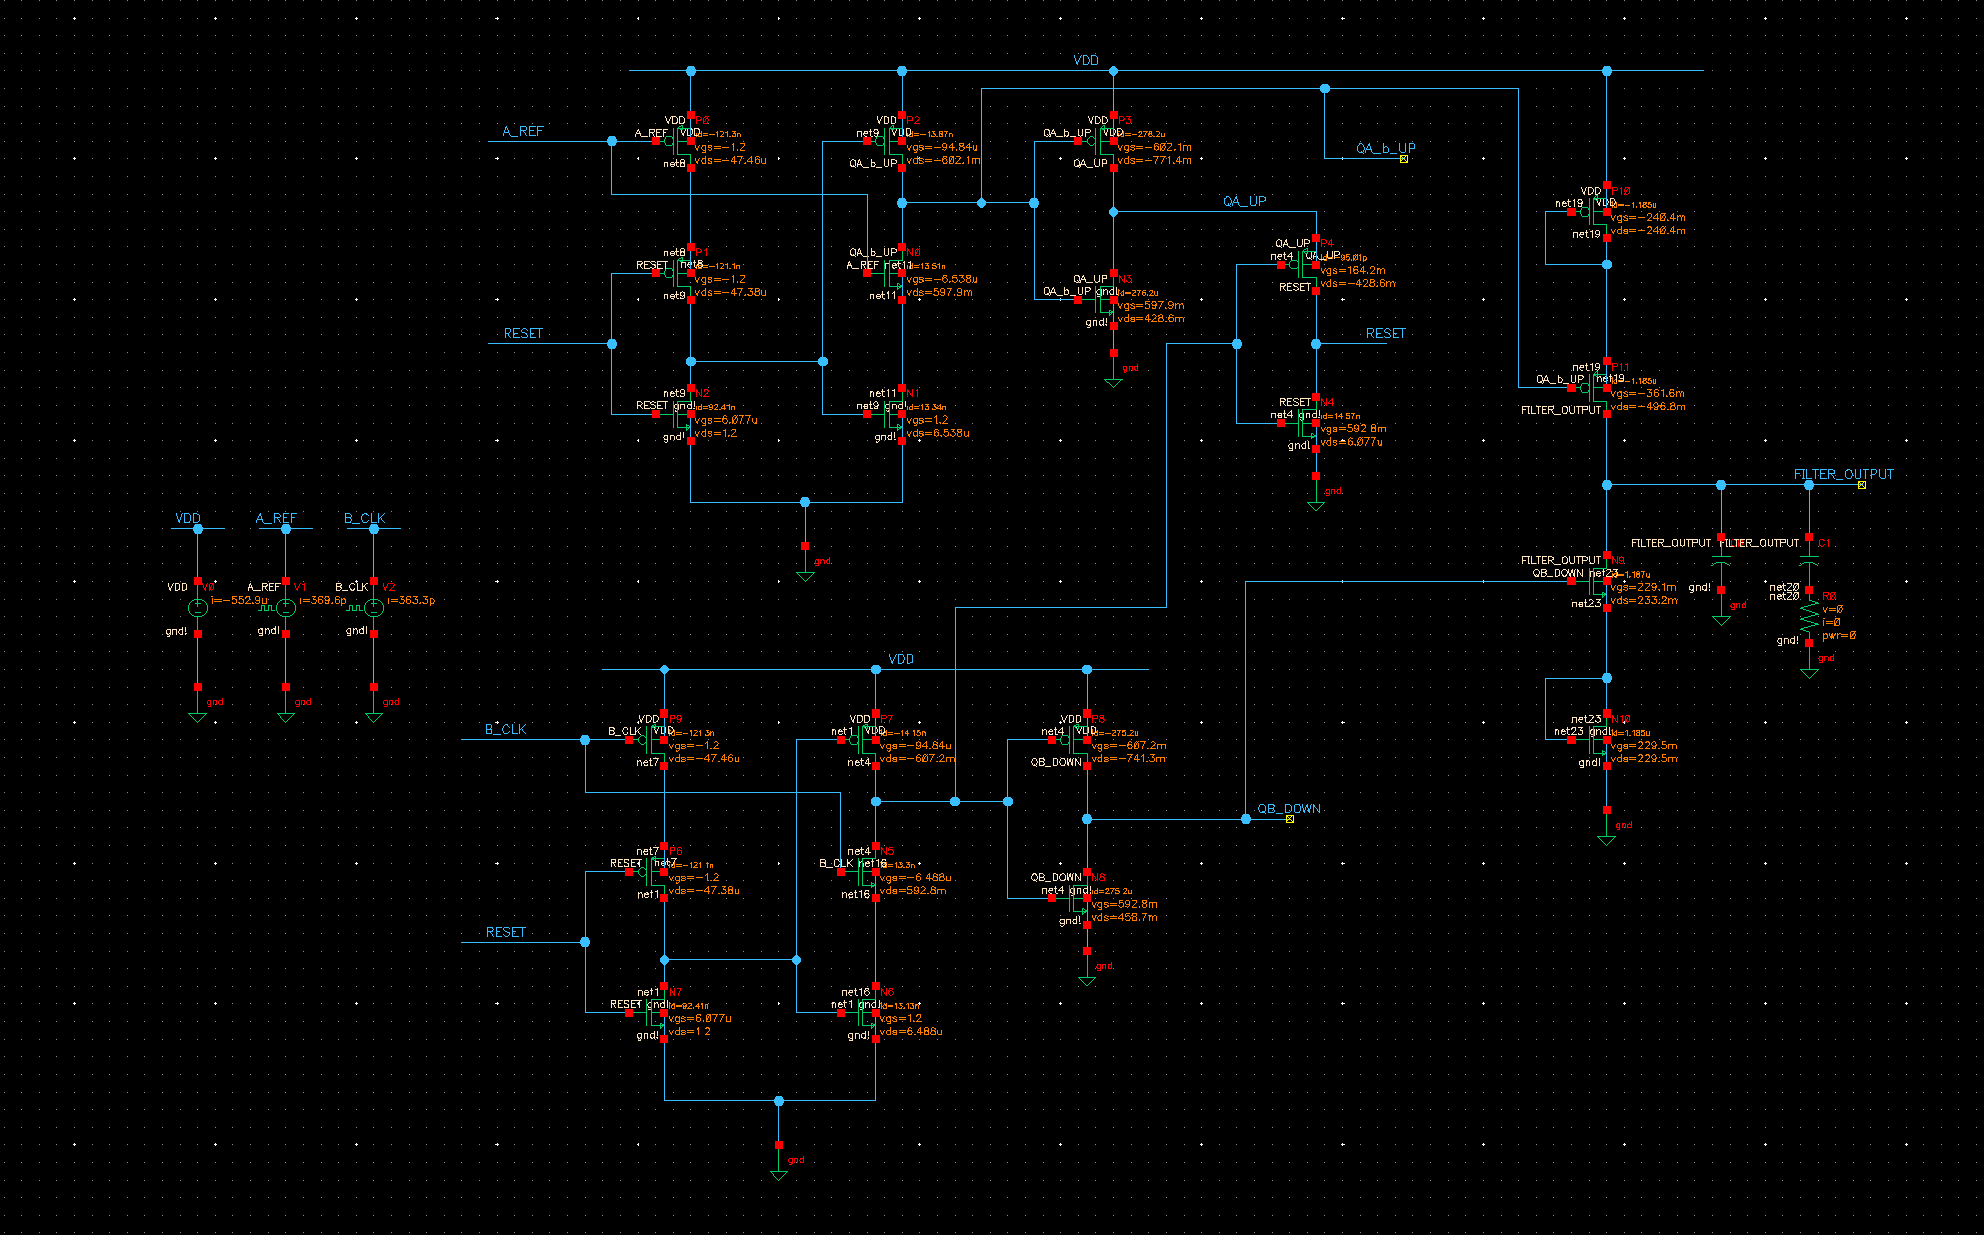 VDD
A_REF
A_REF
VDD
VDD
P0
id=-121.3n
vgs=-1.2
vds=-47.46u
net8
VDD
net9
VDD
P2
id=-13.87n
vgs=-94.84u
vds=-602.1m
QA_b_UP
VDD
QA_b_UP
VDD
P3
id=-276.2u
vgs=-602.1m
vds=-771.4m
QA_UP
QA_b_UP
VDD
net19
VDD
P10
id=-1.185u
vgs=-240.4m
vds=-240.4m
net19
QA_UP
net8
RESET
net8
P1
id=-121.1n
vgs=-1.2
vds=-47.38u
net9
QA_b_UP
A_REF
net11
N0
id=13.51n
vgs=-6.538u
vds=597.9m
net11
QA_UP
QA_b_UP
gnd!
N3
id=276.2u
vgs=597.9m
vds=428.6m
gnd!
gnd
QA_UP
net4
QA_UP
P4
vgs=164.2m
vds=-428.6m
RESET
RESET
RESET
net9
RESET
gnd!
N2
id=92.41n
vgs=6.077u
vds=1.2
gnd!
net11
net9
gnd!
N1
id=13.34n
vgs=1.2
vds=6.538u
gnd!
RESET
net4
gnd!
N4
id=14.57n
vgs=592.8m
vds=6.077u
gnd!
gnd
net19
QA_b_UP
net19
P11
id=-1.185u
vgs=-361.6m
vds=-496.8m
FILTER_OUTPUT
FILTER_OUTPUT
gnd
VDD
A_REF
B_CLK
VDD
V0
i=-552.9u
gnd!
gnd
A_REF
V1
i=369.6p
gnd!
gnd
B_CLK
V2
i=363.3p
gnd!
gnd
FILTER_OUTPUT
QB_DOWN
net23
N9
id=1.187u
vgs=229.1m
vds=233.2m
net23
FILTER_OUTPUT
gnd!
gnd
FILTER_OUTPUT
C1
net20
net20
R0
v=0
i=0
pwr=0
gnd!
gnd
VDD
B_CLK
VDD
B_CLK
VDD
P9
id=-121.3n
vgs=-1.2
vds=-47.46u
net7
VDD
net1
VDD
P7
id=-14.15n
vgs=-94.84u
vds=-607.2m
net4
VDD
net4
VDD
P8
id=-275.2u
vgs=-607.2m
vds=-741.3m
QB_DOWN
net23
net23
gnd!
N10
id=1.185u
vgs=229.5m
vds=229.5m
gnd!
gnd
QB_DOWN
net7
RESET
net7
P6
id=-121.1n
vgs=-1.2
vds=-47.38u
net1
net4
B_CLK
net16
N5
id=13.3n
vgs=-6.488u
vds=592.8m
net16
QB_DOWN
net4
gnd!
N8
id=275.2u
vgs=592.8m
vds=458.7m
gnd!
gnd
RESET
net1
RESET
gnd!
N7
id=92.41n
vgs=6.077u
vds=1.2
gnd!
net16
net1
gnd!
N6
id=13.13n
vgs=1.2
vds=6.488u
gnd!
gnd